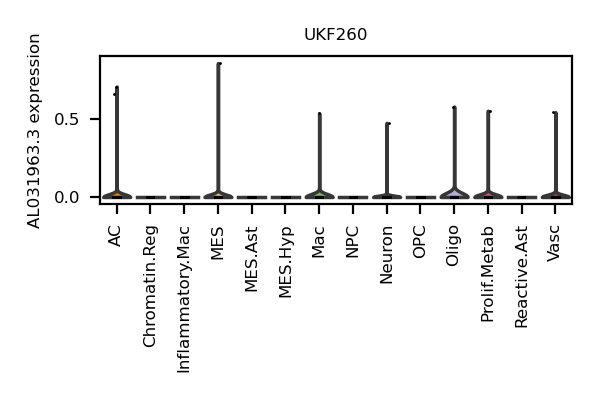 UKF260
AL031963.3 expression
0.5
0.0
AC
Chromatin.Reg
Inflammatory.Mac
MES
MES.Ast
MES.Hyp
Mac
NPC
Neuron
OPC
Oligo
Prolif.Metab
Reactive.Ast
Vasc